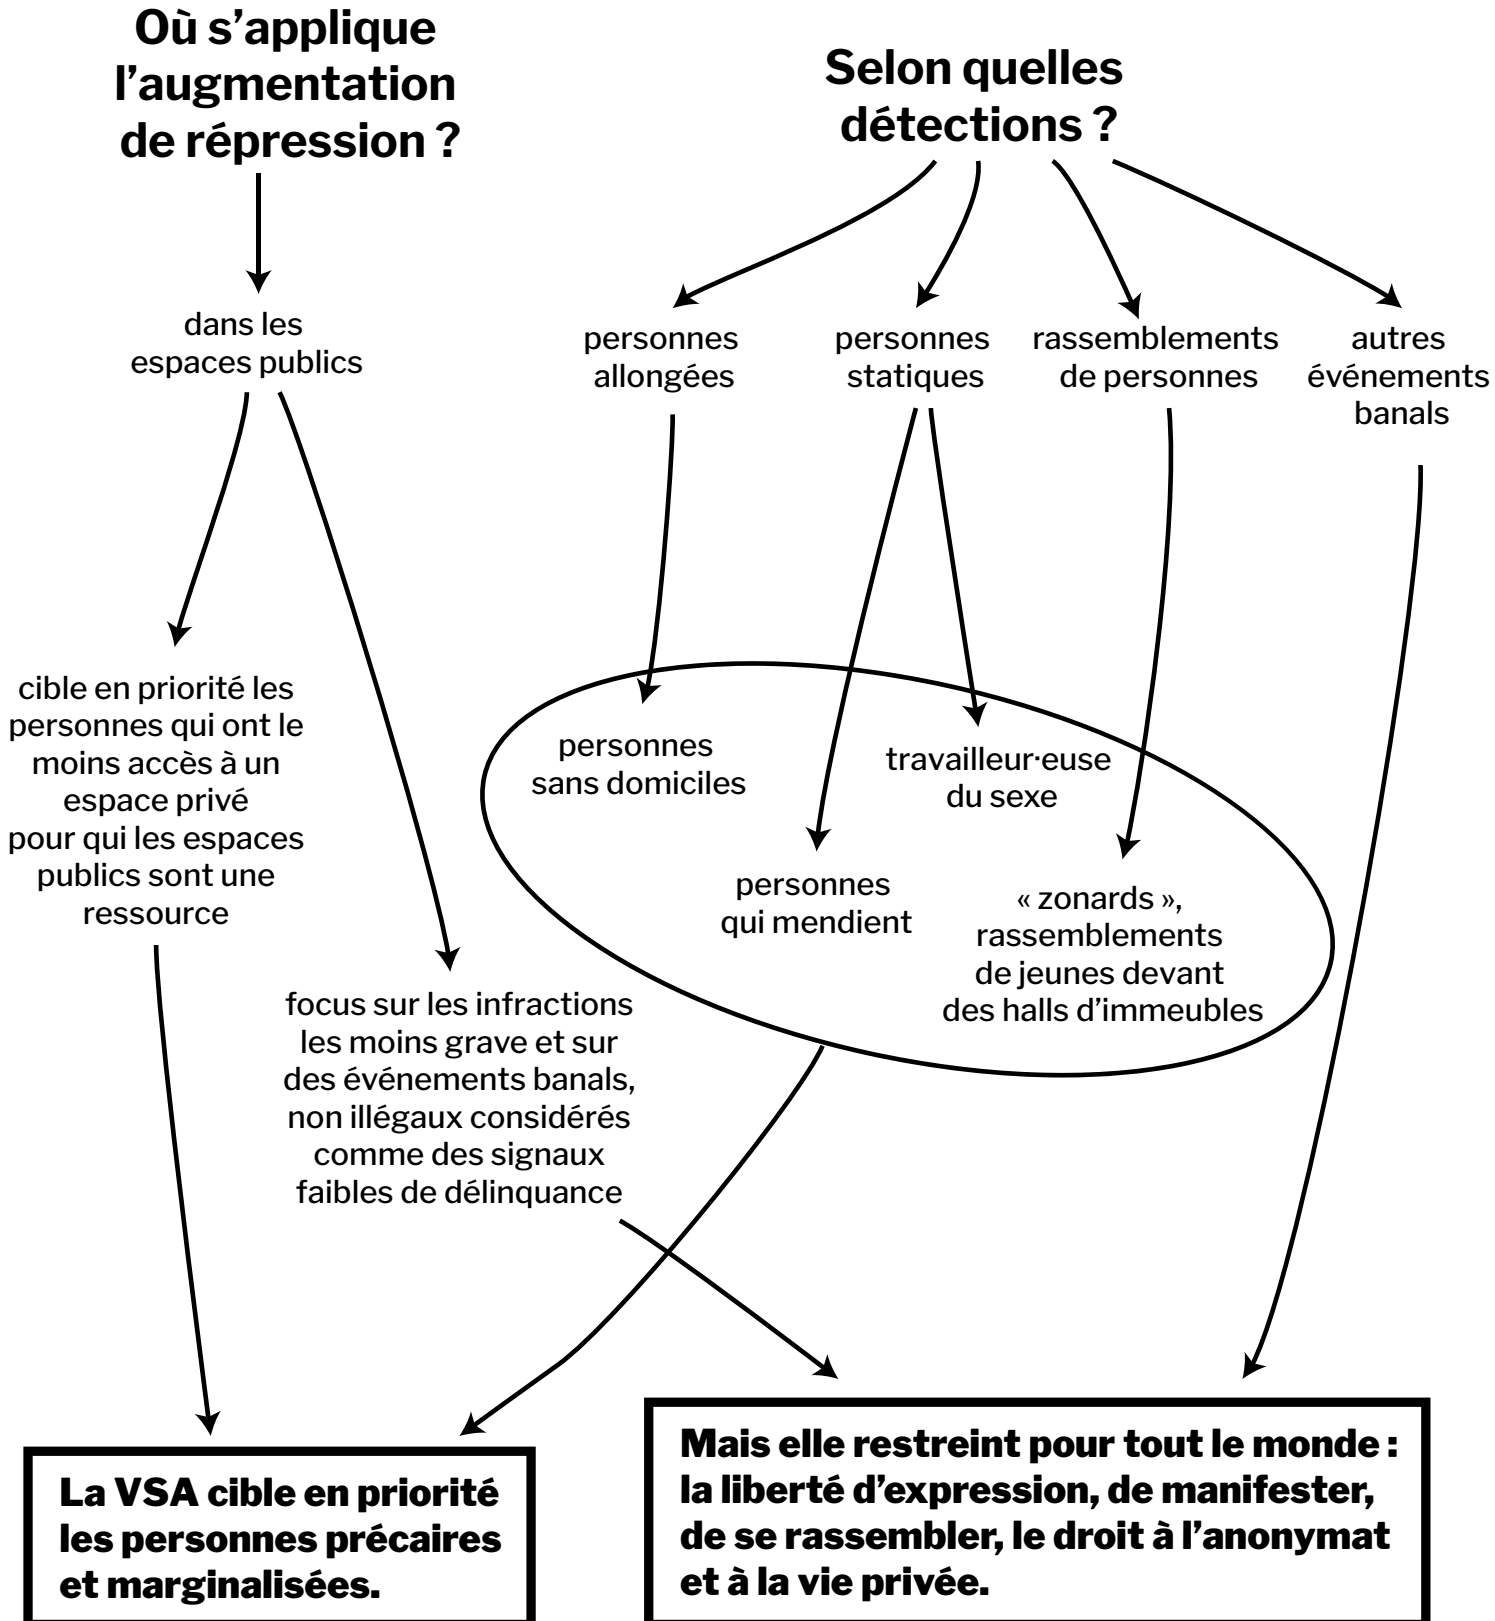 Où s’applique
l’augmentation
de répression ?
dans les
espaces publics
cible en priorité les
personnes qui ont le
moins accès à un
espace privé
pour qui les espaces
publics sont une
ressource
focus sur les infractions
les moins grave et sur
des événements banals,
non illégaux considérés
comme des signaux
faibles de délinquance
Selon quelles
détections ?
personnes
allongées
personnes
statiques
rassemblements
de personnes
autres
événements
banals
personnes
sans domiciles
travailleur·euse
du sexe
personnes
qui mendient
« zonards »,
rassemblements
de jeunes devant
des halls d’immeubles
La VSA cible en priorité
les personnes précaires
et marginalisées.
Mais elle restreint pour tout le monde :
la liberté d’expression, de manifester,
de se rassembler, le droit à l’anonymat
et à la vie privée.